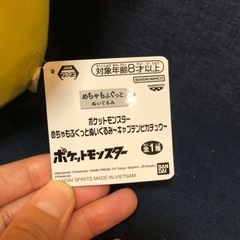 対象年齢8才以上
BANDAI NAMCO
めちゃもふぐっと
ぬいぐるみ
ポケットモンスター
めちゃもふぐっとぬいぐるみ～キャプテンピカチュウ～
全1種
ポケットモンスター
BANDAI
BANDAI SPIRITS MADE IN VIETNAM